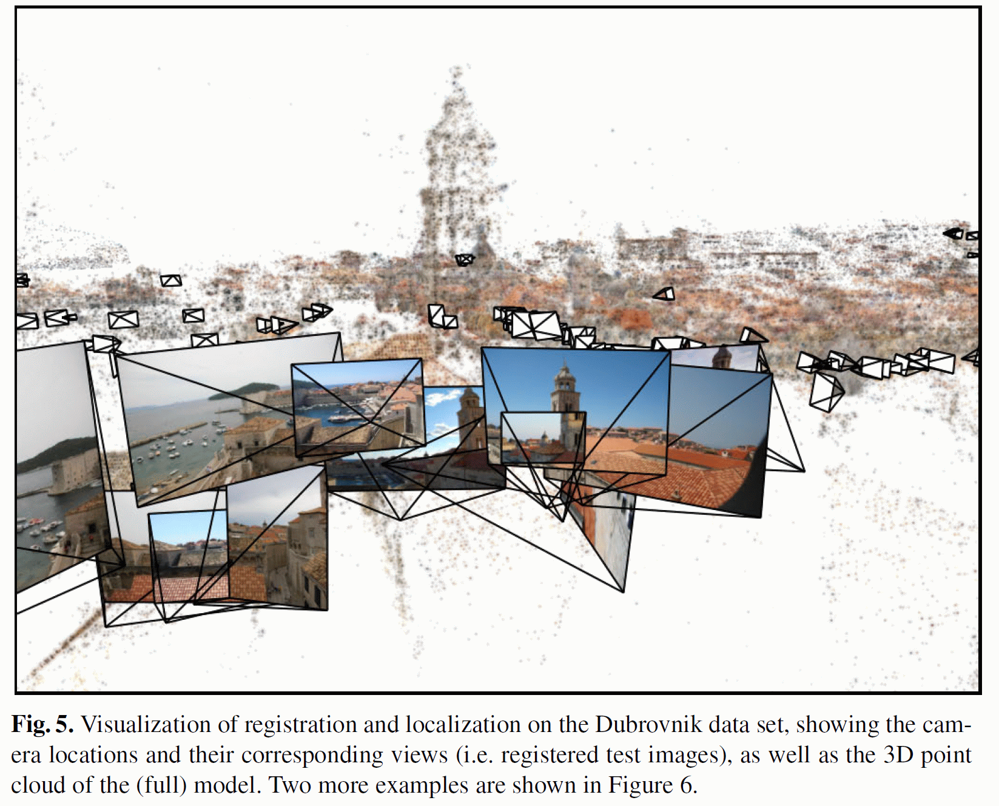 Fig. 5. Visualization of registration and localization on the Dubrovnik data set, showing the cam-
era locations and their corresponding views (i.e. registered test images), as well as the 3D point
cloud of the (full) model. Two more examples are shown in Figure 6.